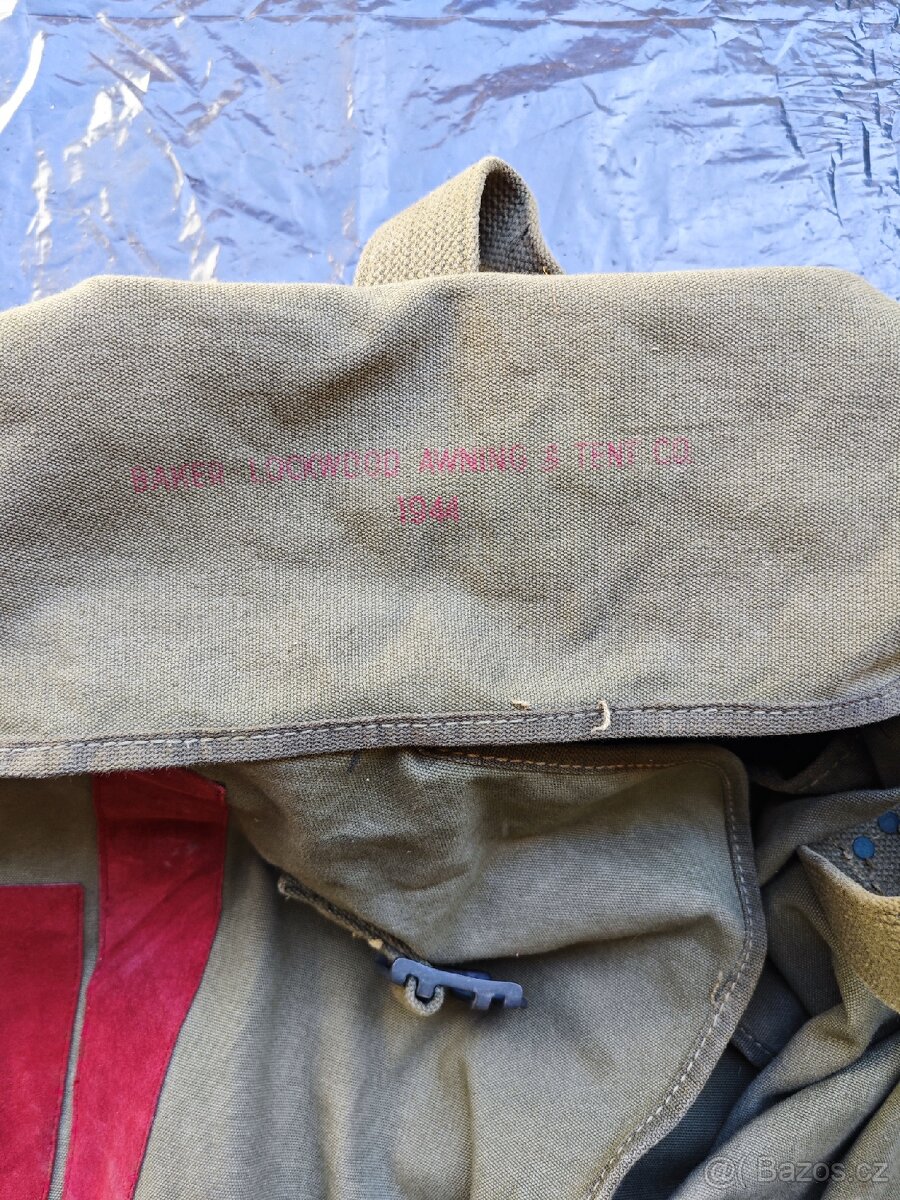 BAKER-LOCKWOOD AWNING & TENT CO.
1944
@( Bazos.cz